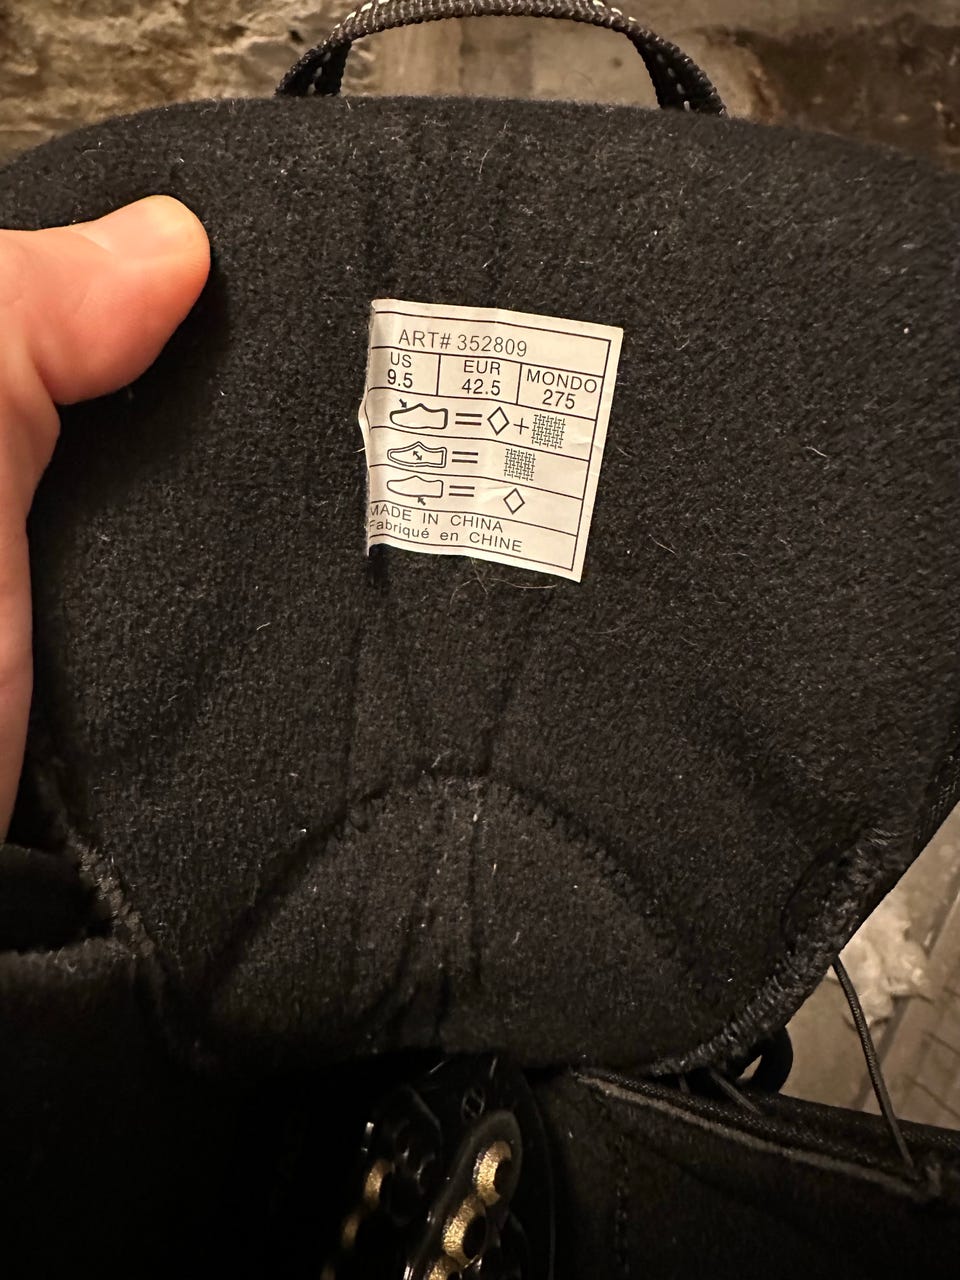 ART# 352809
US EUR MONDO
9.5 42.5 275
= + 
=
=
MADE IN CHINA
Fabriqué en CHINE